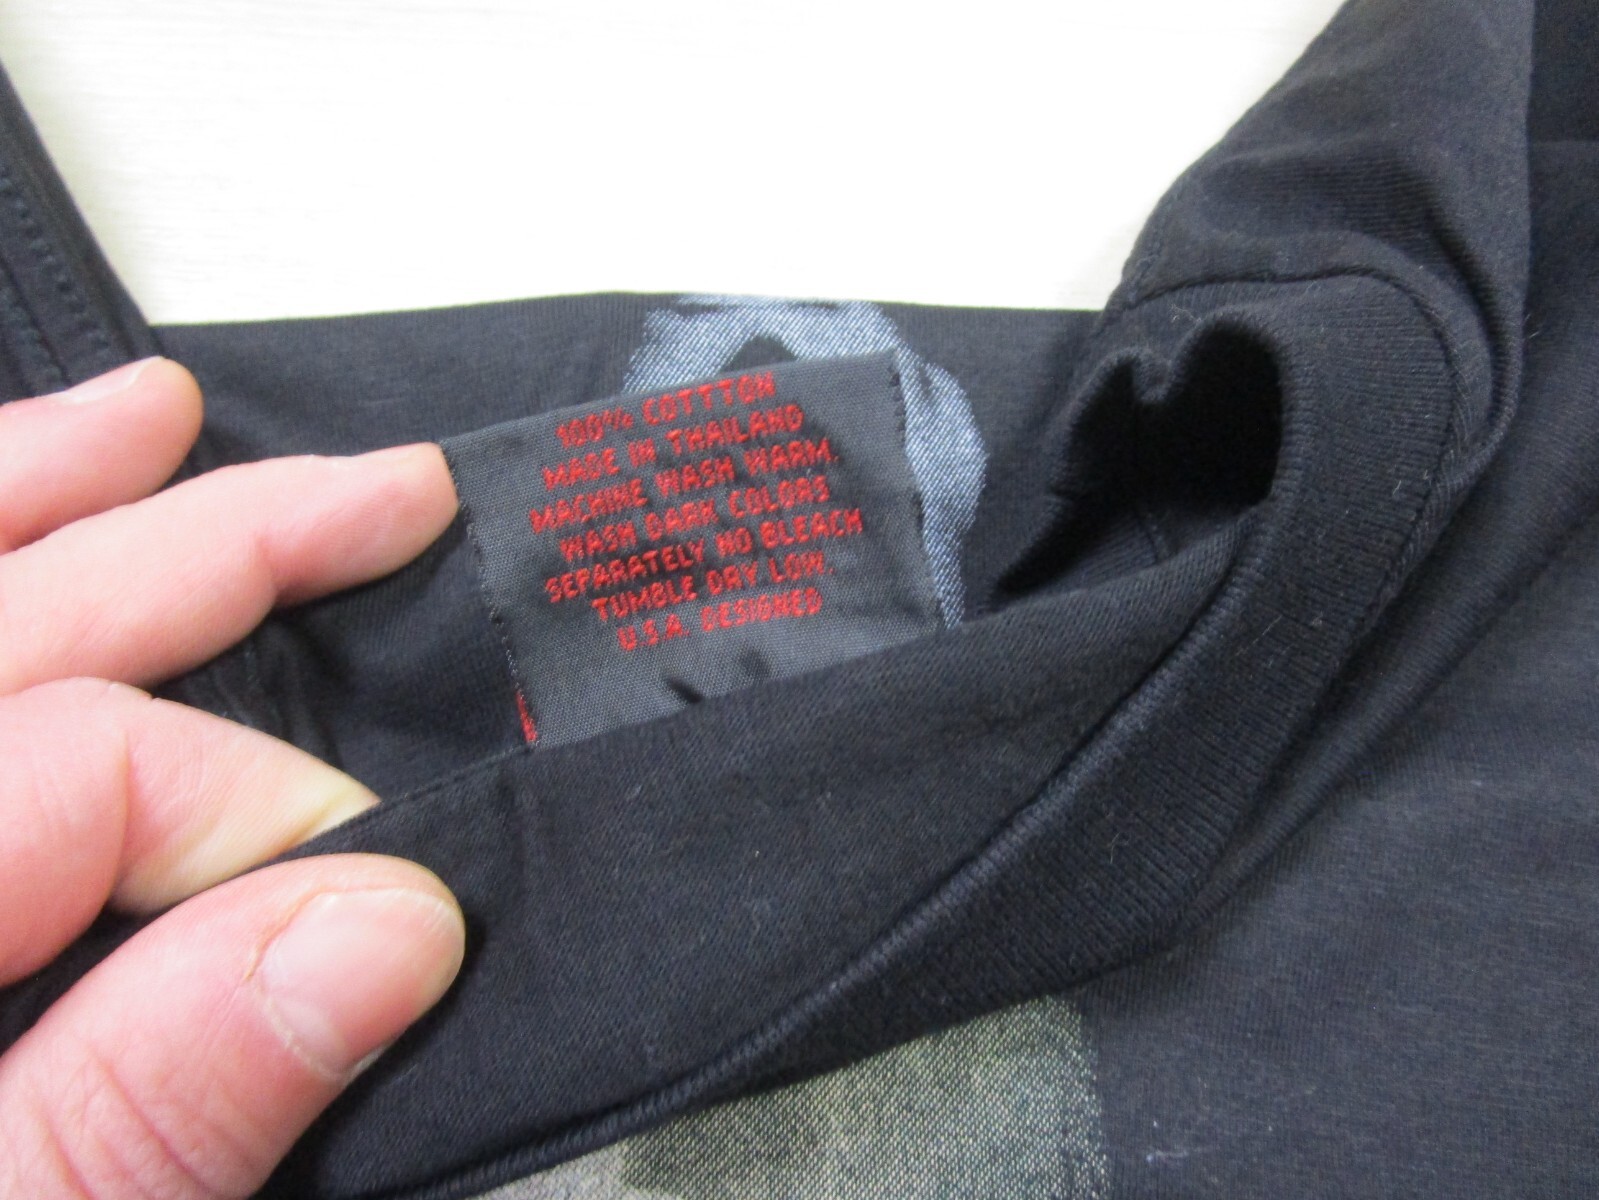 100% COTTTON
MADE IN THAILAND
MACHINE WASH WARM.
WASH DARK COLORS
SEPARATELY NO BLEACH
TUMBLE DRY LOW.
U.S.A. DESIGNED